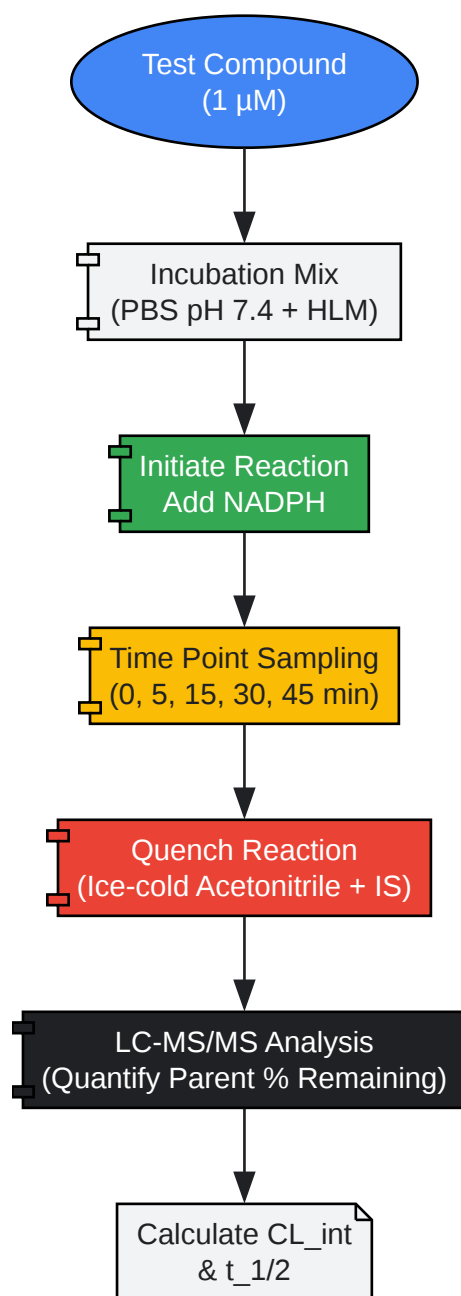 Test Compound
(1 µM)
Incubation Mix
(PBS pH 7.4 + HLM)
Initiate Reaction
Add NADPH
Time Point Sampling
(0, 5, 15, 30, 45 min)
Quench Reaction
(Ice-cold Acetonitrile + IS)
LC-MS/MS Analysis
(Quantify Parent % Remaining)
Calculate CL_int
& t_1/2